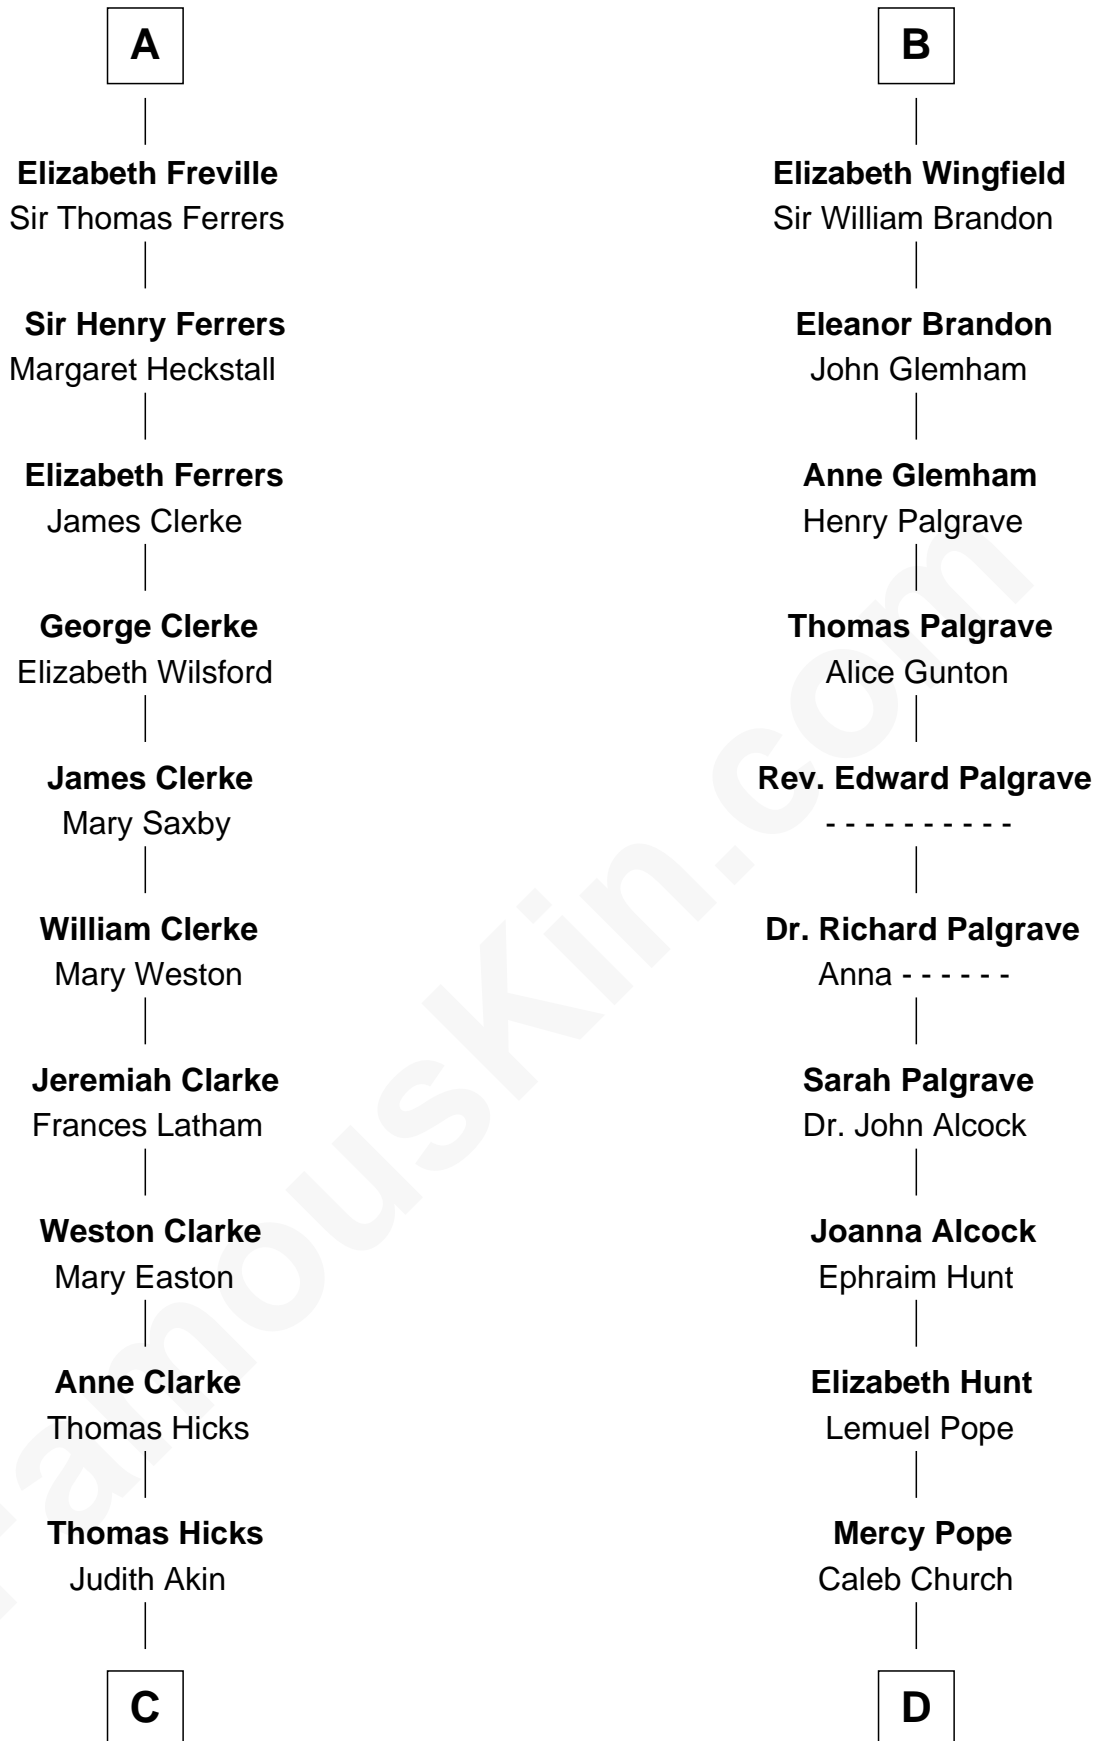 A
Elizabeth Freville
Sir Thomas Ferrers
Sir Henry Ferrers
Margaret Heckstall
Elizabeth Ferrers
James Clerke
George Clerke
Elizabeth Wilsford
James Clerke
Mary Saxby
William Clerke
Mary Weston
Jeremiah Clarke
Frances Latham
Weston Clarke
Mary Easton
Anne Clarke
Thomas Hicks
Thomas Hicks
Judith Akin
C
B
Elizabeth Wingfield
Sir William Brandon
Eleanor Brandon
John Glemham
Anne Glemham
Henry Palgrave
Thomas Palgrave
Alice Gunton
Rev. Edward Palgrave
- - - - - - - - - -
Dr. Richard Palgrave
Anna - - - - - -
Sarah Palgrave
Dr. John Alcock
Joanna Alcock
Ephraim Hunt
Elizabeth Hunt
Lemuel Pope
Mercy Pope
Caleb Church
D
FamousKin.com